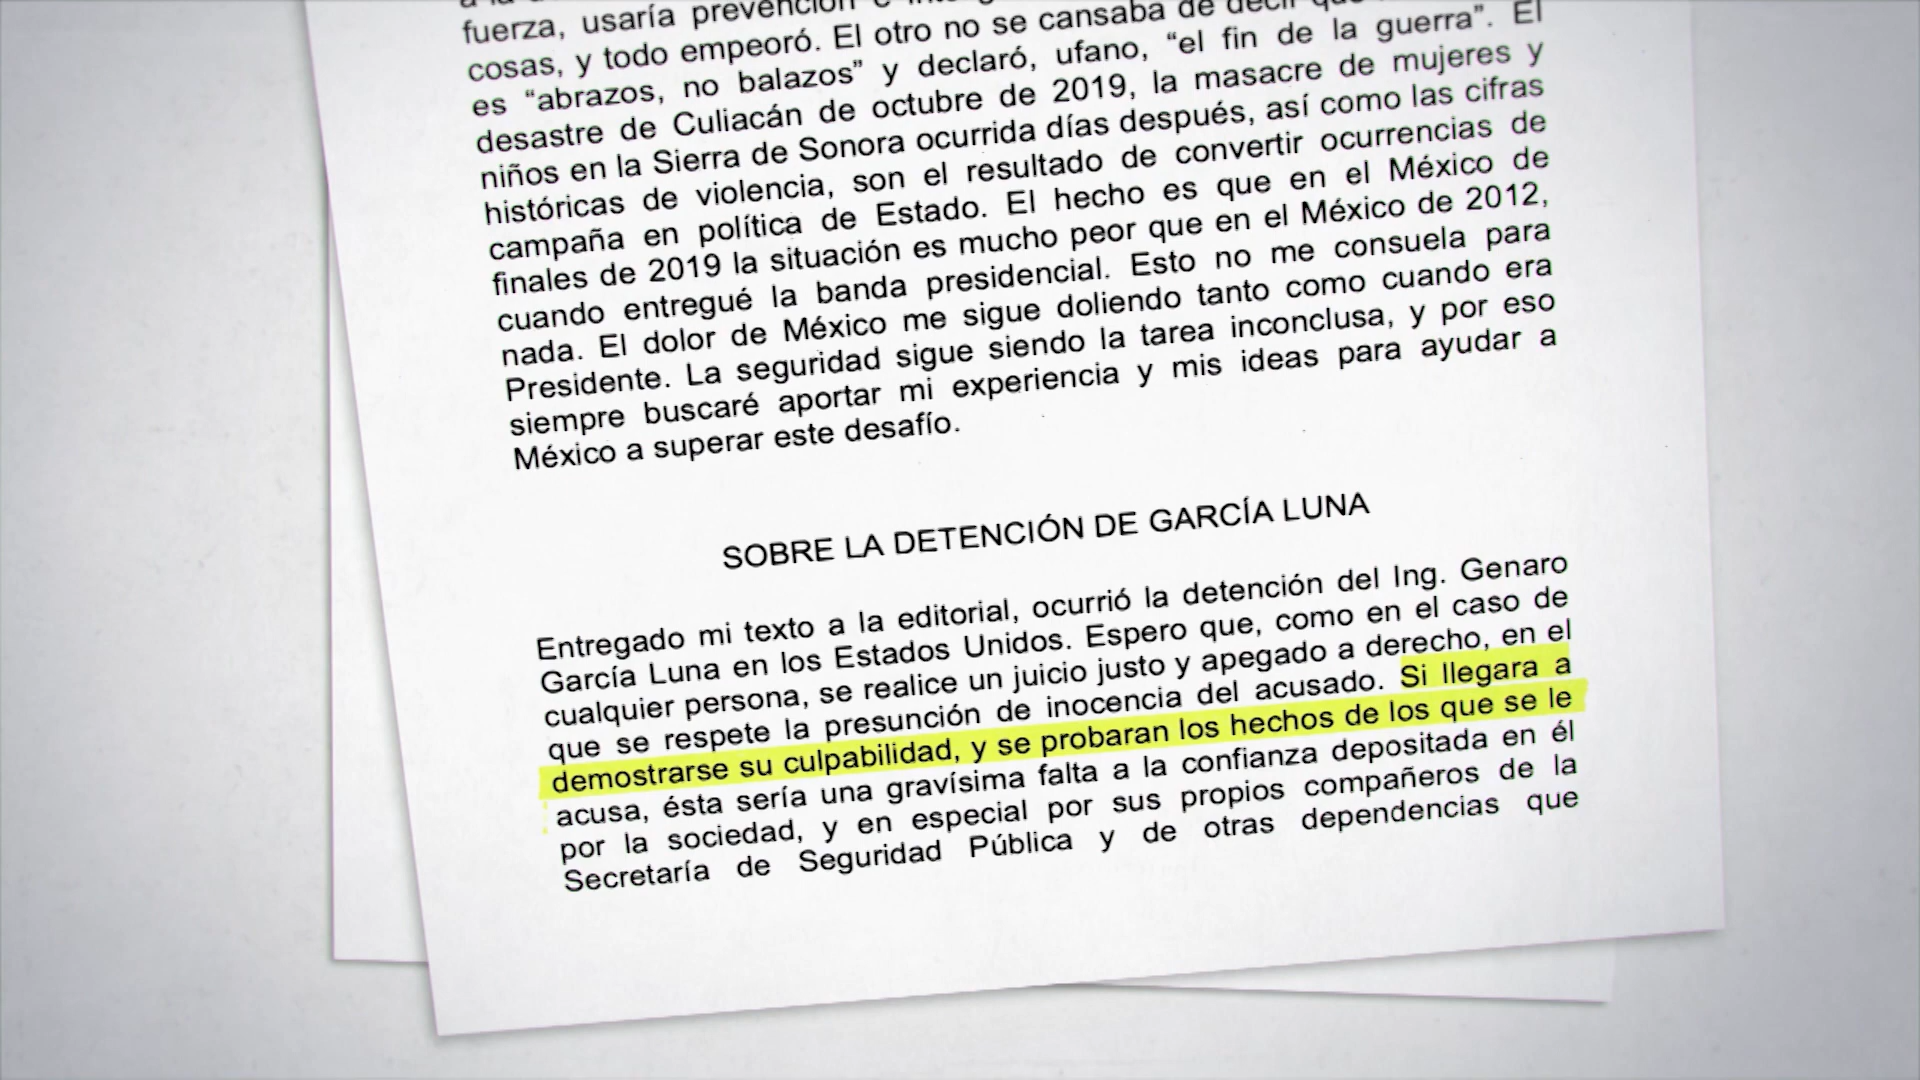 a la
fuerza, usaría prevención e
cosas, y todo empeoró. El otro no se cansaba de decir que
es “abrazos, no balazos” y declaró, ufano, “el fin de la guerra”. El
desastre de Culiacán de octubre de 2019, la masacre de mujeres y
niños en la Sierra de Sonora ocurrida días después, así como las cifras
históricas de violencia, son el resultado de convertir ocurrencias de
campaña en política de Estado. El hecho es que en el México de
finales de 2019 la situación es mucho peor que en el México de 2012,
cuando entregué la banda presidencial. Esto no me consuela para
nada. El dolor de México me sigue doliendo tanto como cuando era
Presidente. La seguridad sigue siendo la tarea inconclusa, y por eso
siempre buscaré aportar mi experiencia y mis ideas para ayudar a
México a superar este desafío.
SOBRE LA DETENCIÓN DE GARCÍA LUNA
Entregado mi texto a la editorial, ocurrió la detención del Ing. Genaro
García Luna en los Estados Unidos. Espero que, como en el caso de
cualquier persona, se realice un juicio justo y apegado a derecho, en el
que se respete la presunción de inocencia del acusado. Si llegara a
demostrarse su culpabilidad, y se probaran los hechos de los que se le
acusa, ésta sería una gravísima falta a la confianza depositada en él
por la sociedad, y en especial por sus propios compañeros de la
Secretaría de Seguridad Pública y de otras dependencias que